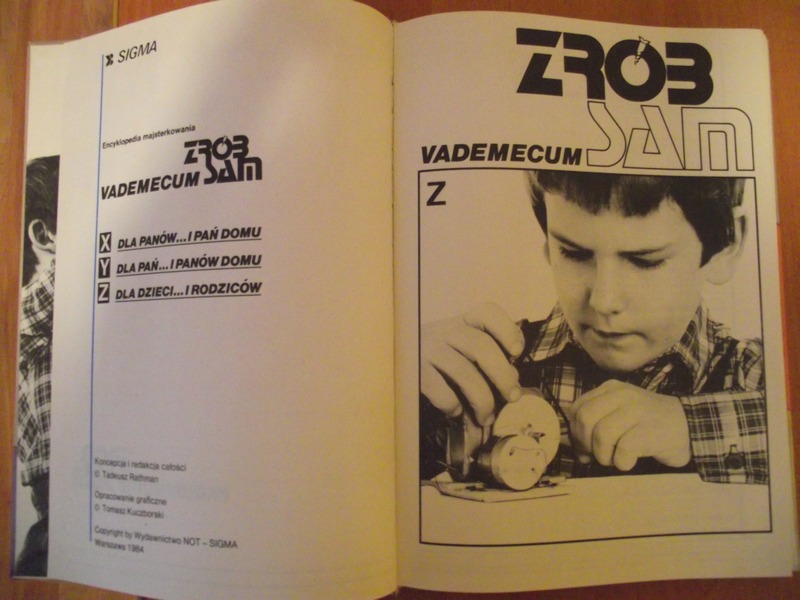 SIGMA
Encyklopedia majsterkowania
ZRÓB
VADEMECUM SAM
X DLA PANÓW...I PAŃ DOMU
Y DLA PAŃ...I PANÓW DOMU
Z DLA DZIECI...I RODZICÓW
Koncepcja i redakcja całości
© Tadeusz Rathman
Opracowanie graficzne
© Tomasz Kuczborski
Copyright by Wydawnictwo NOT – SIGMA
Warszawa 1984
ZRÓB
SAM
VADEMECUM
Z